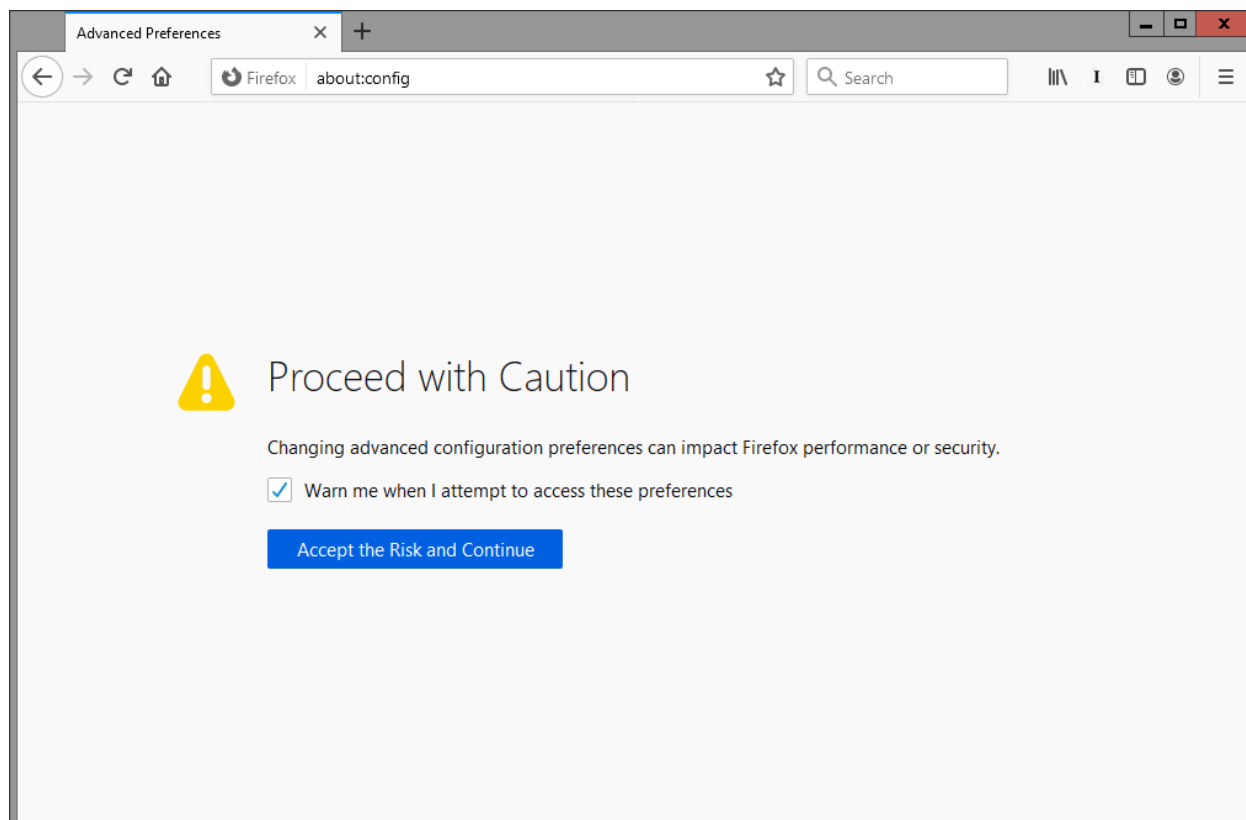 Advanced Preferences
Firefox about:config Search
Proceed with Caution
Changing advanced configuration preferences can impact Firefox performance or security.
Warn me when I attempt to access these preferences
Accept the Risk and Continue